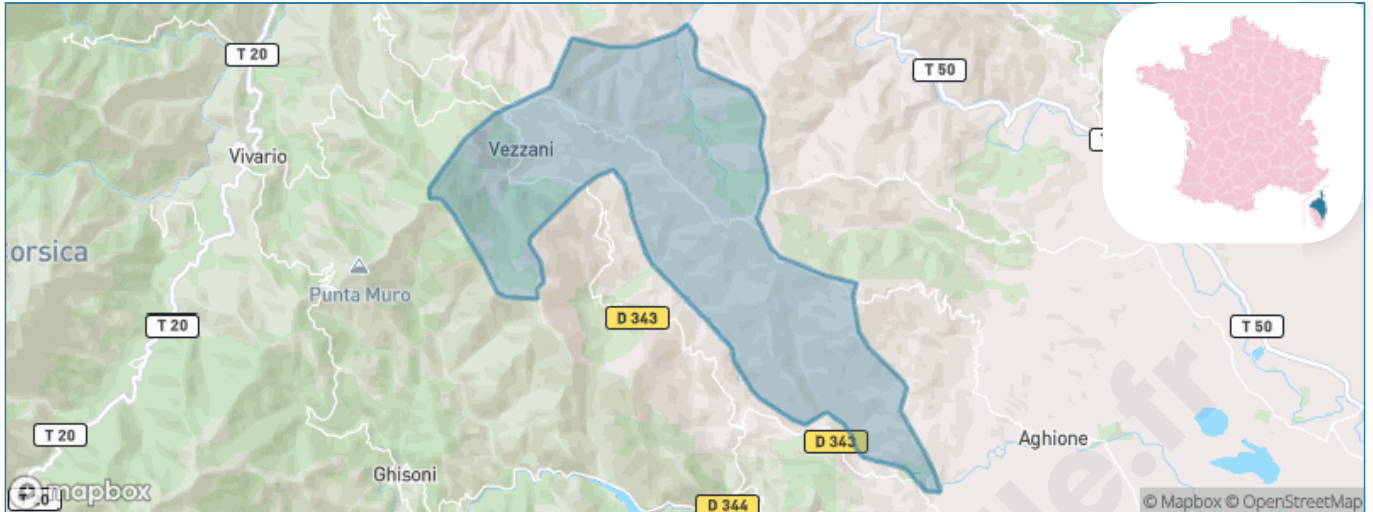 T 20
T 50
Vezzani
Vivario
orsica
Punta Muro
D 343
T 20
T 50
T 20
D 343
Aghione
Ghisoni
mapbox
D 344
© Mapbox © OpenStreetMap